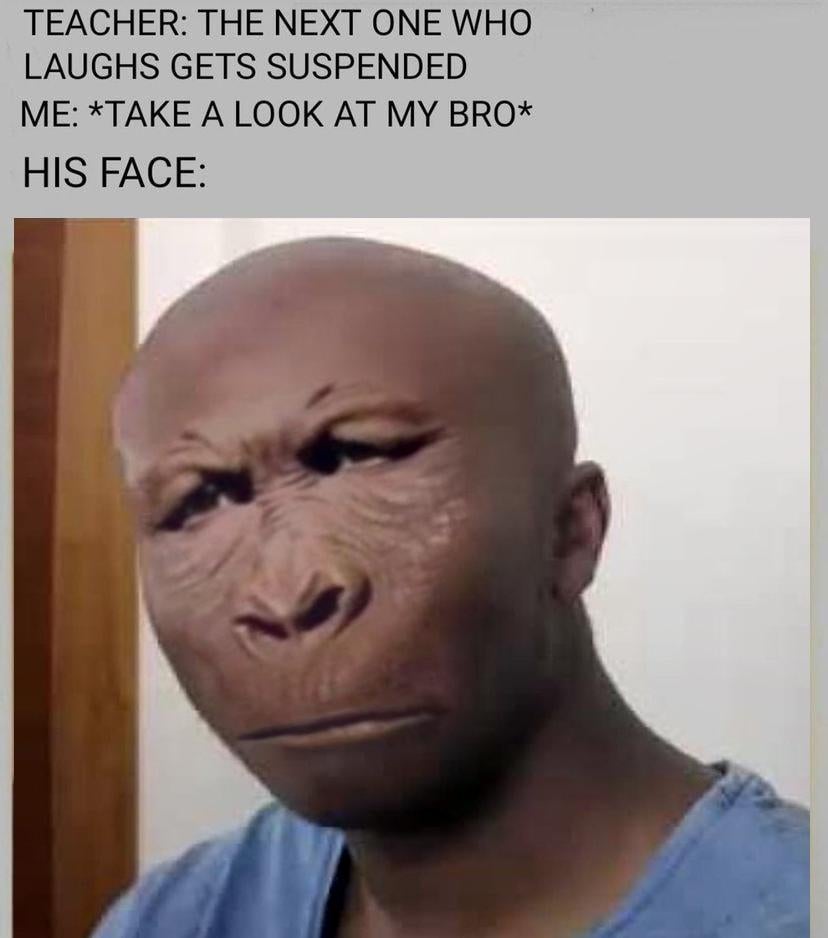 TEACHER: THE NEXT ONE WHO
LAUGHS GETS SUSPENDED
ME: *TAKE A LOOK AT MY BRO*
HIS FACE: